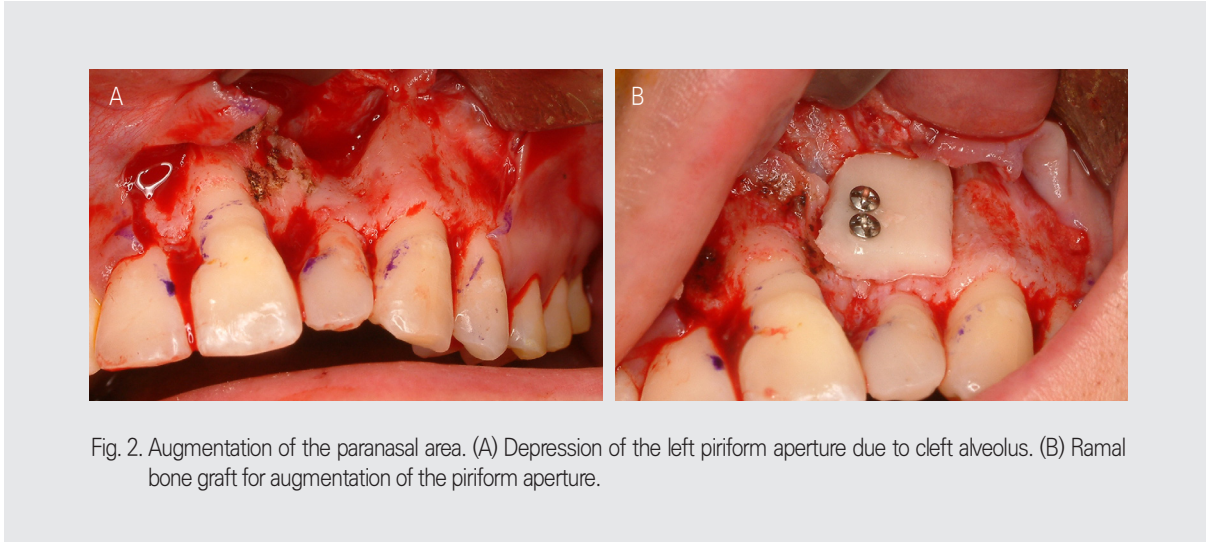 A
B
Fig. 2. Augmentation of the paranasal area. (A) Depression of the left piriform aperture due to cleft alveolus. (B) Ramal
bone graft for augmentation of the piriform aperture.